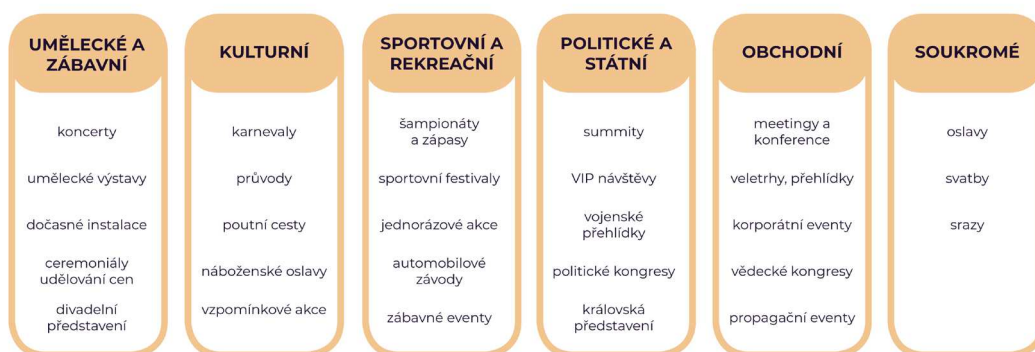 UMĚLECKÉ A
ZÁBAVNÍ
koncerty
umělecké výstavy
dočasné instalace
ceremoniály
udělování cen
divadelní
představení
KULTURNÍ
karnevaly
průvody
poutní cesty
náboženské oslavy
vzpomínkové akce
SPORTOVNÍ A
REKREAČNÍ
šampionáty
a zápasy
sportovní festivaly
jednorázové akce
automobilové
závody
zábavné eventy
POLITICKÉ A
STÁTNÍ
summity
VIP návštěvy
vojenské
přehlídky
politické kongresy
královská
představení
OBCHODNÍ
meetingy a
konference
veletrhy, přehlídky
korporátní eventy
vědecké kongresy
propagační eventy
SOUKROMÉ
oslavy
svatby
srazy